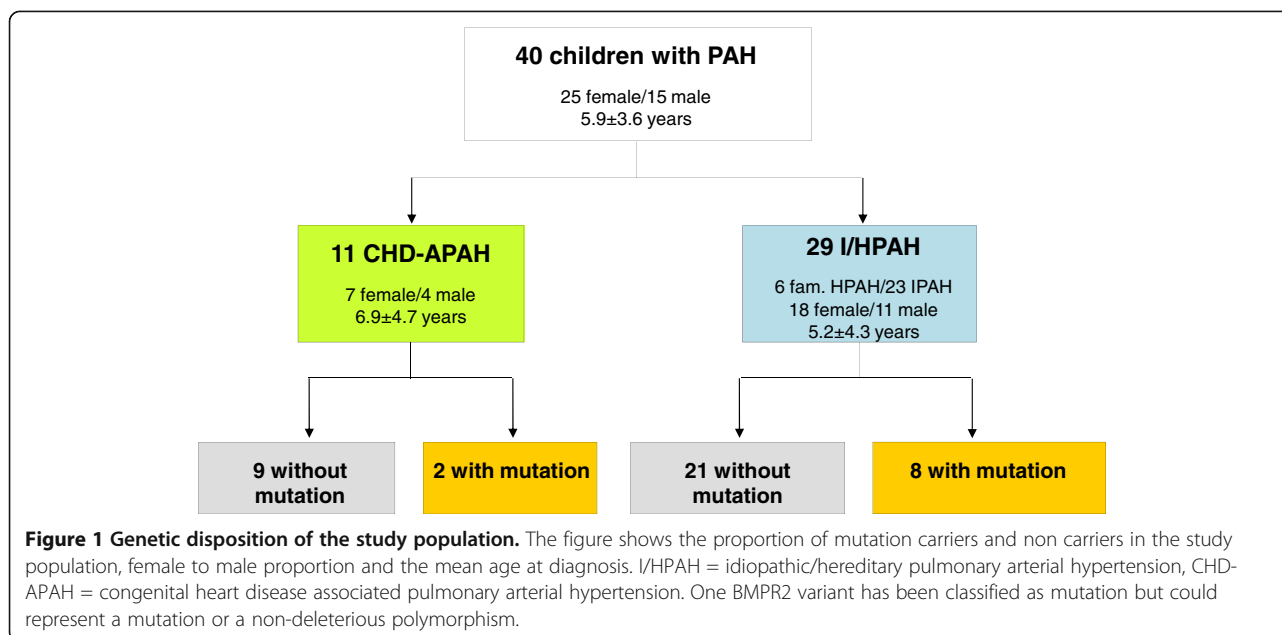 40 children with PAH
25 female/15 male
5.9±3.6 years
11 CHD-APAH
7 female/4 male
6.9±4.7 years
29 I/HPAH
6 fam. HPAH/23 IPAH
18 female/11 male
5.2±4.3 years
9 without
mutation
2 with mutation
21 without
mutation
8 with mutation
Figure 1 Genetic disposition of the study population. The figure shows the proportion of mutation carriers and non carriers in the study
population, female to male proportion and the mean age at diagnosis. I/HPAH = idiopathic/hereditary pulmonary arterial hypertension, CHD-
APAH = congenital heart disease associated pulmonary arterial hypertension. One BMPR2 variant has been classified as mutation but could
represent a mutation or a non-deleterious polymorphism.